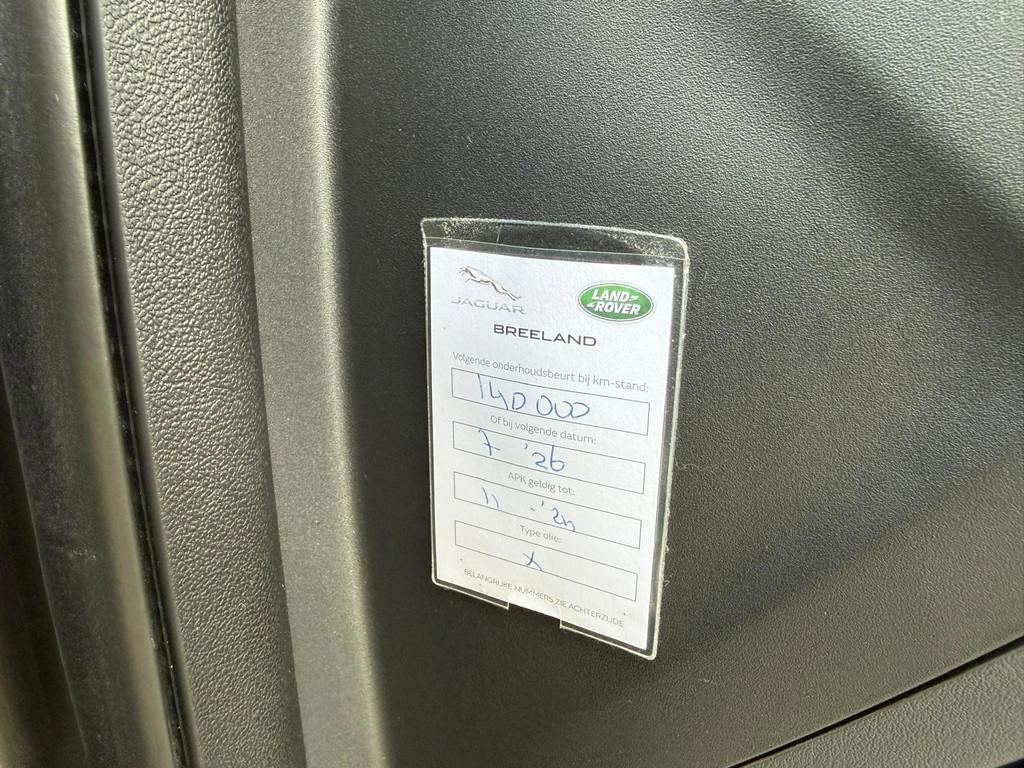 JAGUAR
LAND ROVER
BREELAND
Volgende onderhoudsbeurt bij km-stand:
140 000
Of bij volgende datum:
7 '26
APK geldig tot:
11 -'
Type olie:
X
BELANGRIJKE NUMMERS ZIE ACHTERZIJDE